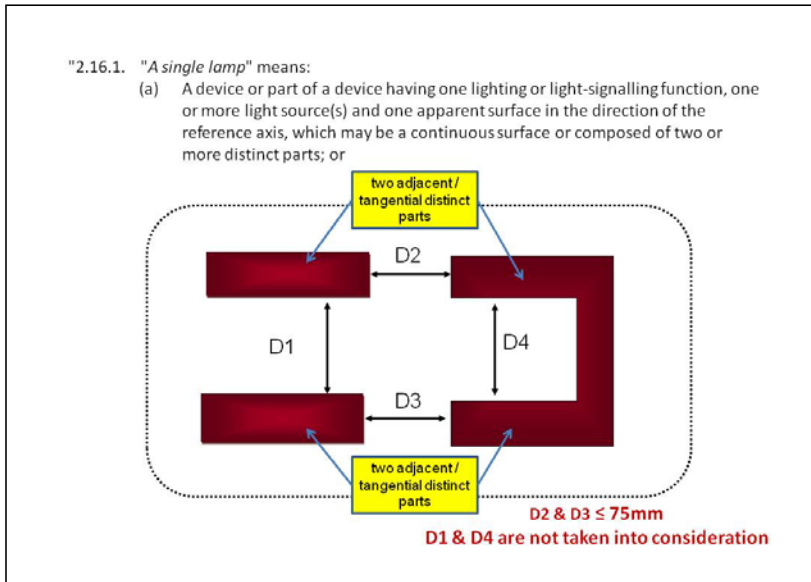 "2.16.1. "A single lamp" means:
(a) A device or part of a device having one lighting or light-signalling function, one
or more light source(s) and one apparent surface in the direction of the
reference axis, which may be a continuous surface or composed of two or
more distinct parts; or
two adjacent /
tangential distinct
parts
D2
D1
D4
D3
two adjacent /
tangential distinct
parts
D2 & D3 ≤ 75mm
D1 & D4 are not taken into consideration